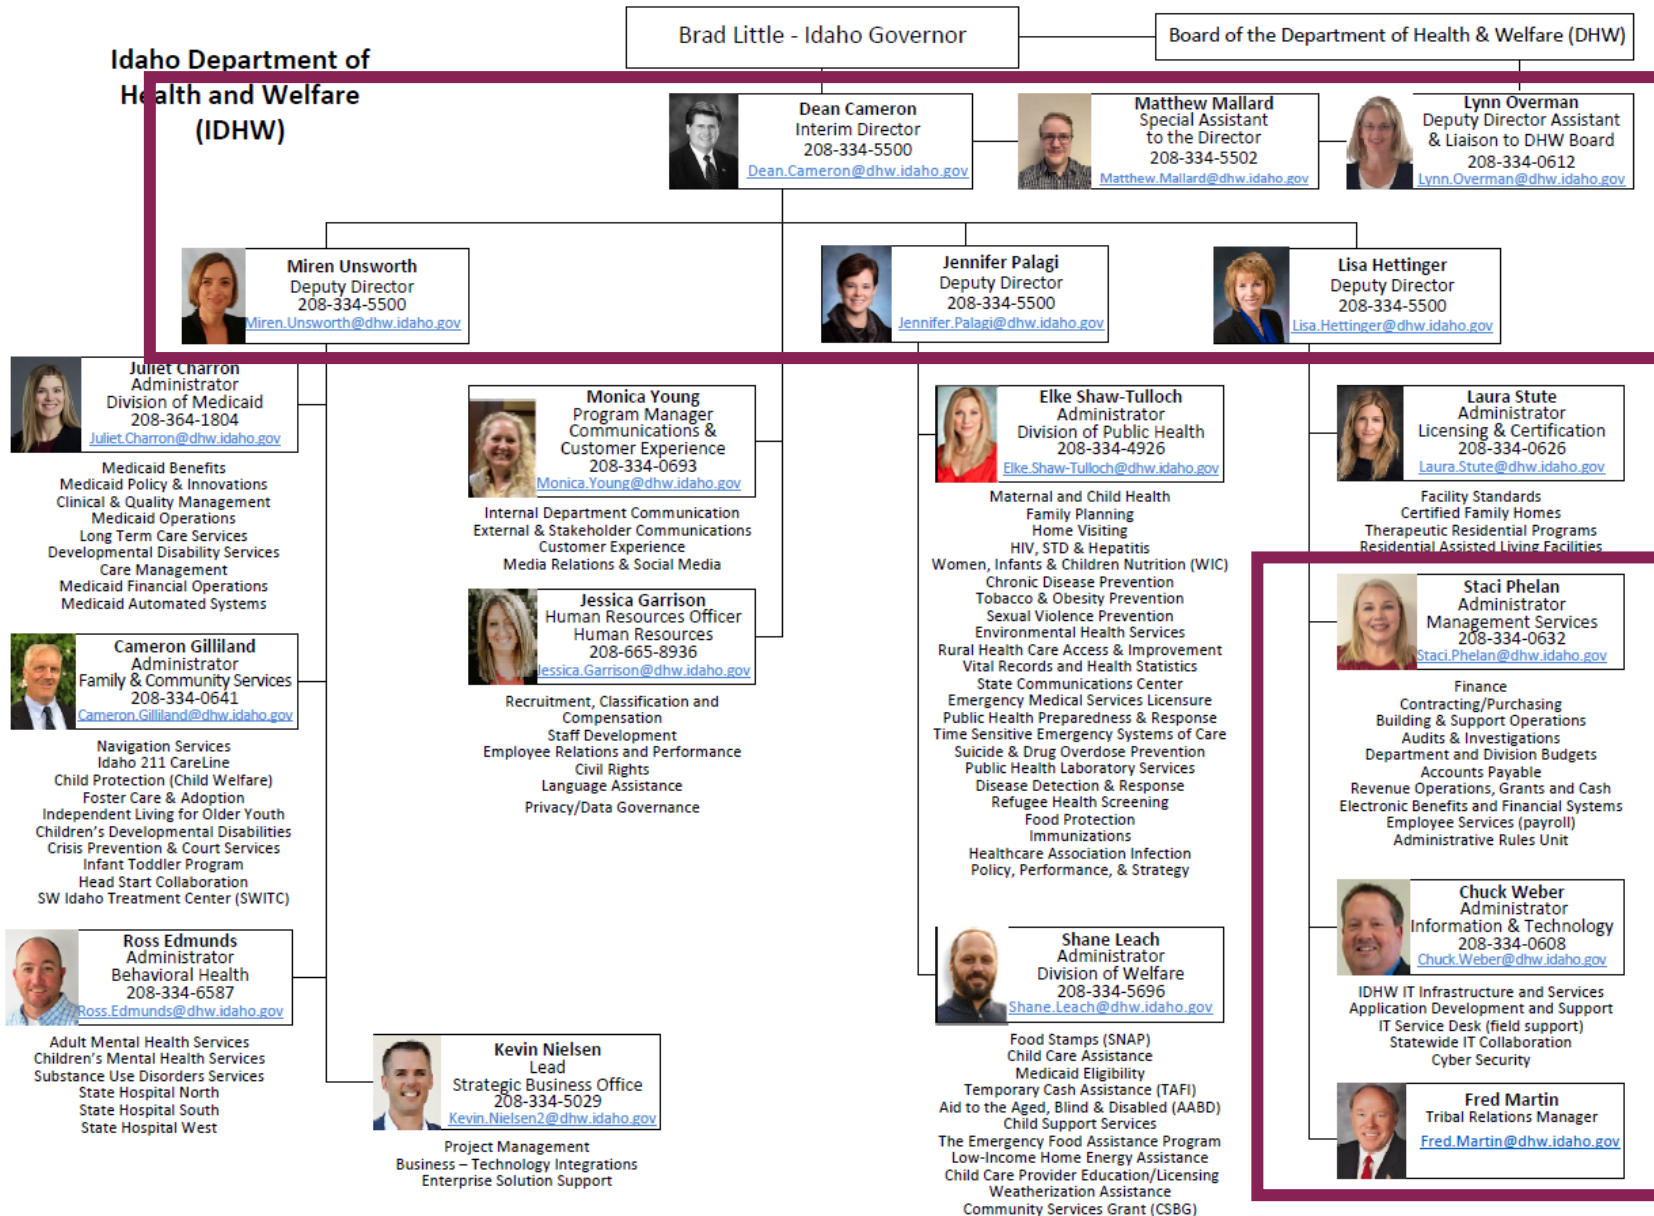 Idaho Department of
Health and Welfare
(IDHW)
Brad Little - Idaho Governor
Board of the Department of Health & Welfare (DHW)
Dean Cameron
Interim Director
208-334-5500
Dean.Cameron@dhw.idaho.gov
Matthew Mallard
Special Assistant
to the Director
208-334-5502
Matthew.Mallard@dhw.idaho.gov
Lynn Overman
Deputy Director Assistant
& Liaison to DHW Board
208-334-0612
Lynn.Overman@dhw.idaho.gov
Miren Unsworth
Deputy Director
208-334-5500
Miren.Unsworth@dhw.idaho.gov
Jennifer Palagi
Deputy Director
208-334-5500
Jennifer.Palagi@dhw.idaho.gov
Lisa Hettinger
Deputy Director
208-334-5500
Lisa.Hettinger@dhw.idaho.gov
Juliet Charron
Administrator
Division of Medicaid
208-364-1804
Juliet.Charron@dhw.idaho.gov
Medicaid Benefits
Medicaid Policy & Innovations
Clinical & Quality Management
Medicaid Operations
Long Term Care Services
Developmental Disability Services
Care Management
Medicaid Financial Operations
Medicaid Automated Systems
Cameron Gilliland
Administrator
Family & Community Services
208-334-0641
Cameron.Gilliland@dhw.idaho.gov
Navigation Services
Idaho 211 CareLine
Child Protection (Child Welfare)
Foster Care & Adoption
Independent Living for Older Youth
Children's Developmental Disabilities
Crisis Prevention & Court Services
Infant Toddler Program
Head Start Collaboration
SW Idaho Treatment Center (SWITC)
Ross Edmunds
Administrator
Behavioral Health
208-334-6587
Ross.Edmunds@dhw.idaho.gov
Adult Mental Health Services
Children's Mental Health Services
Substance Use Disorders Services
State Hospital North
State Hospital South
State Hospital West
Monica Young
Program Manager
Communications &
Customer Experience
208-334-0693
Monica.Young@dhw.idaho.gov
Internal Department Communication
External & Stakeholder Communications
Customer Experience
Media Relations & Social Media
Jessica Garrison
Human Resources Officer
Human Resources
208-665-8936
Jessica.Garrison@dhw.idaho.gov
Recruitment, Classification and
Compensation
Staff Development
Employee Relations and Performance
Civil Rights
Language Assistance
Privacy/Data Governance
Kevin Nielsen
Lead
Strategic Business Office
208-334-5029
Kevin.Nielsen2@dhw.idaho.gov
Project Management
Business – Technology Integrations
Enterprise Solution Support
Elke Shaw-Tulloch
Administrator
Division of Public Health
208-334-4926
Elke.Shaw-Tulloch@dhw.idaho.gov
Maternal and Child Health
Family Planning
Home Visiting
HIV, STD & Hepatitis
Women, Infants & Children Nutrition (WIC)
Chronic Disease Prevention
Tobacco & Obesity Prevention
Sexual Violence Prevention
Environmental Health Services
Rural Health Care Access & Improvement
Vital Records and Health Statistics
State Communications Center
Emergency Medical Services Licensure
Public Health Preparedness & Response
Time Sensitive Emergency Systems of Care
Suicide & Drug Overdose Prevention
Public Health Laboratory Services
Disease Detection & Response
Refugee Health Screening
Food Protection
Immunizations
Healthcare Association Infection
Policy, Performance, & Strategy
Shane Leach
Administrator
Division of Welfare
208-334-5696
Shane.Leach@dhw.idaho.gov
Food Stamps (SNAP)
Child Care Assistance
Medicaid Eligibility
Temporary Cash Assistance (TAFI)
Aid to the Aged, Blind & Disabled (AABD)
Child Support Services
The Emergency Food Assistance Program
Low-Income Home Energy Assistance
Child Care Provider Education/Licensing
Weatherization Assistance
Community Services Grant (CSBG)
Laura Stute
Administrator
Licensing & Certification
208-334-0626
Laura.Stute@dhw.idaho.gov
Facility Standards
Certified Family Homes
Therapeutic Residential Programs
Residential Assisted Living Facilities
Staci Phelan
Administrator
Management Services
208-334-0632
Staci.Phelan@dhw.idaho.gov
Finance
Contracting/Purchasing
Building & Support Operations
Audits & Investigations
Department and Division Budgets
Accounts Payable
Revenue Operations, Grants and Cash
Electronic Benefits and Financial Systems
Employee Services (payroll)
Administrative Rules Unit
Chuck Weber
Administrator
Information & Technology
208-334-0608
Chuck.Weber@dhw.idaho.gov
IDHW IT Infrastructure and Services
Application Development and Support
IT Service Desk (field support)
Statewide IT Collaboration
Cyber Security
Fred Martin
Tribal Relations Manager
Fred.Martin@dhw.idaho.gov